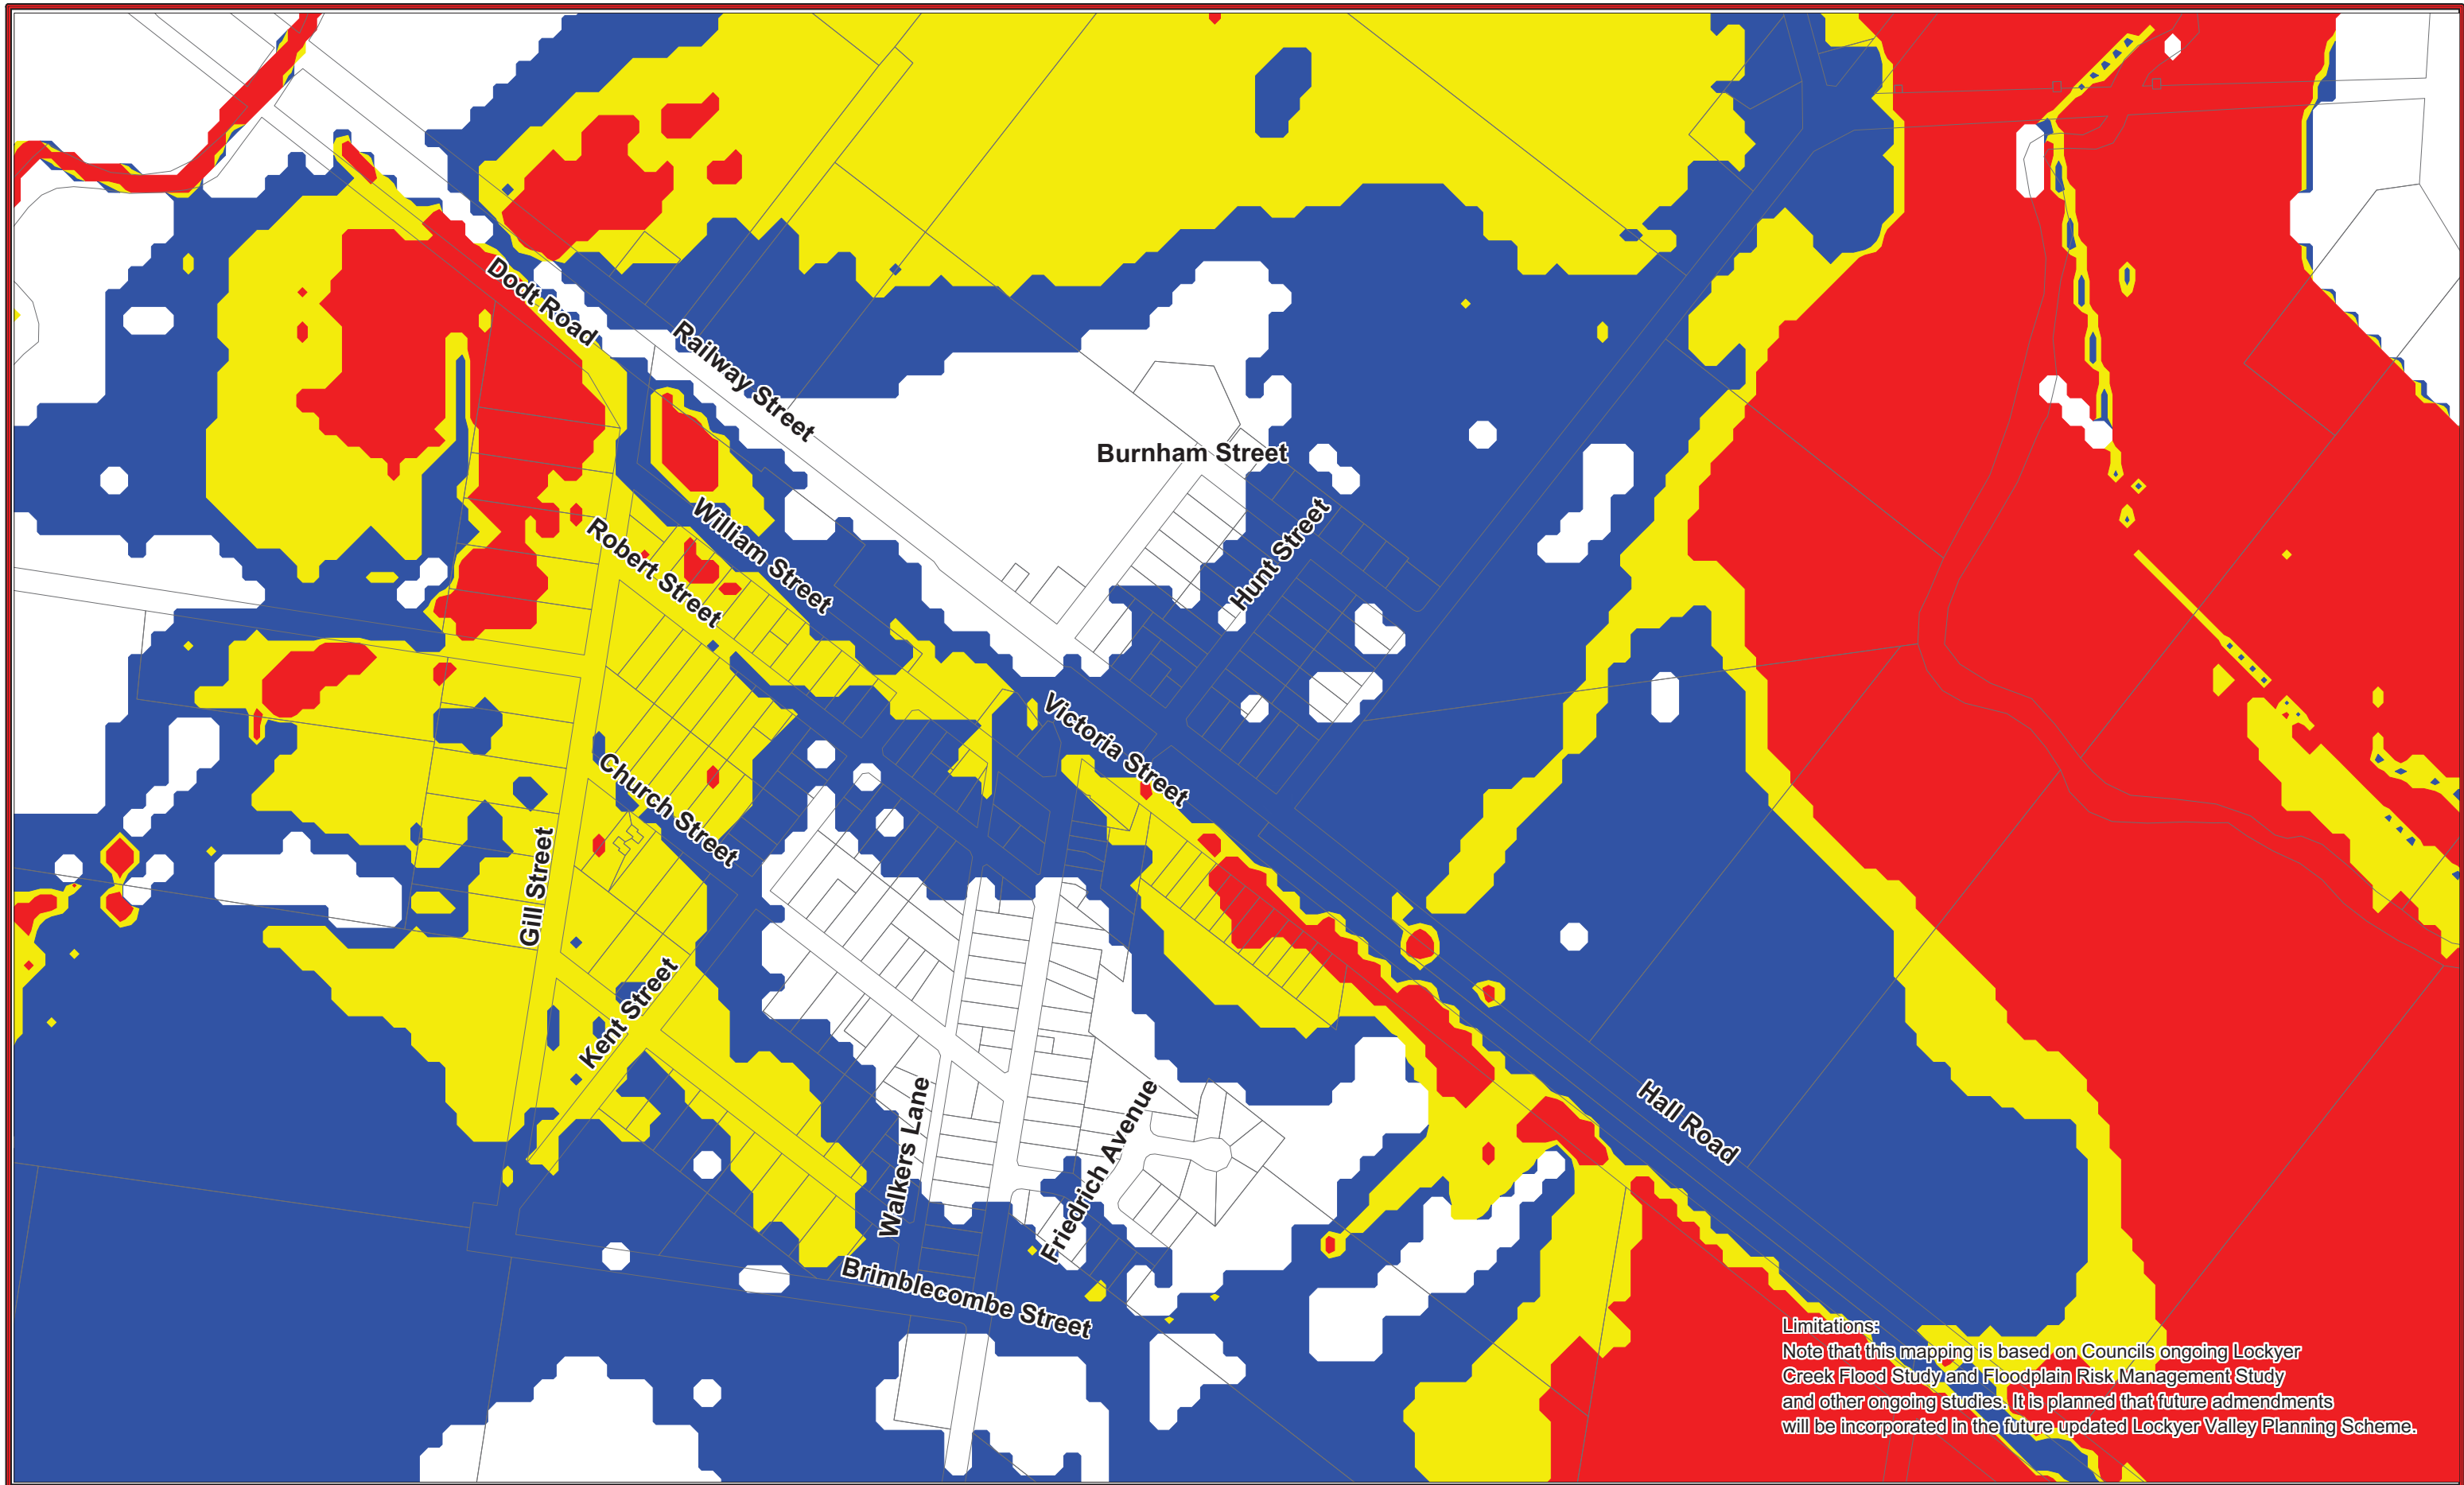 Dodt Road
Railway Street
Burnham Street
Hunt Street
William Street
Robert Street
Victoria Street
Church Street
Gill Street
Kent Street
Walkers Lane
Friedrich Avenue
Hall Road
Brimblecombe Street
Limitations:
Note that this mapping is based on Councils ongoing Lockyer
Creek Flood Study and Floodplain Risk Management Study
and other ongoing studies. It is planned that future admendments
will be incorporated in the future updated Lockyer Valley Planning Scheme.